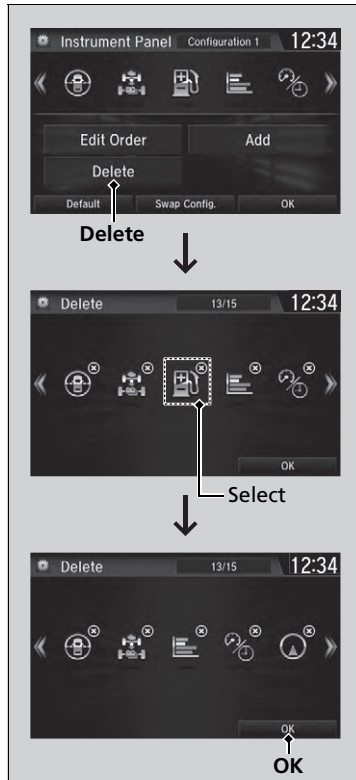 Instrument Panel Configuration 1 12:34
Edit Order Add
Delete
Default Swap Config. OK
Delete
Delete 13/15 12:34
OK
Select
Delete 13/15 12:34
OK
OK